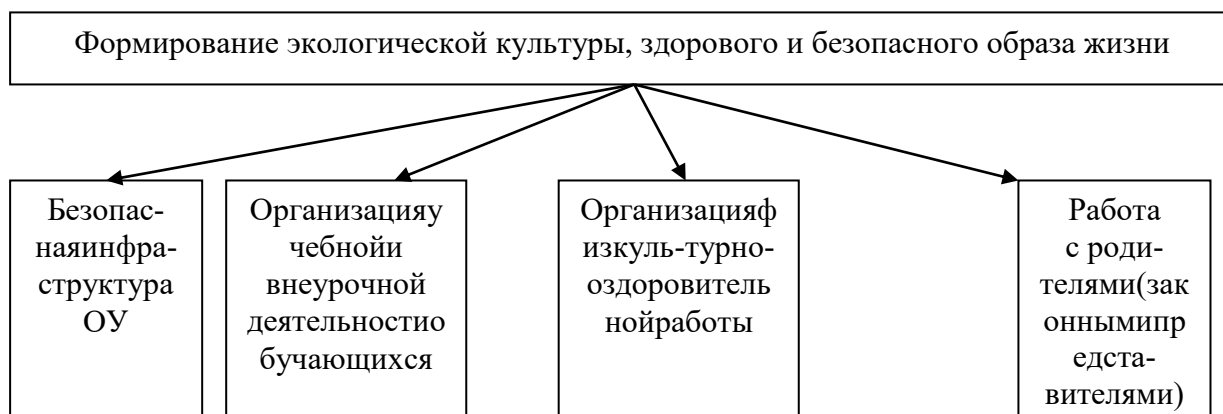 Формирование экологической культуры, здорового и безопасного образа жизни
Безопас-
наяинфра-
структура
ОУ
Организацияу
чебнойи
внеурочной
деятельностио
бучающихся
Организацияф
изкуль-турно-
оздоровитель
нойработы
Работа
с роди-
телями(зак
оннымипр
едста-
вителями)